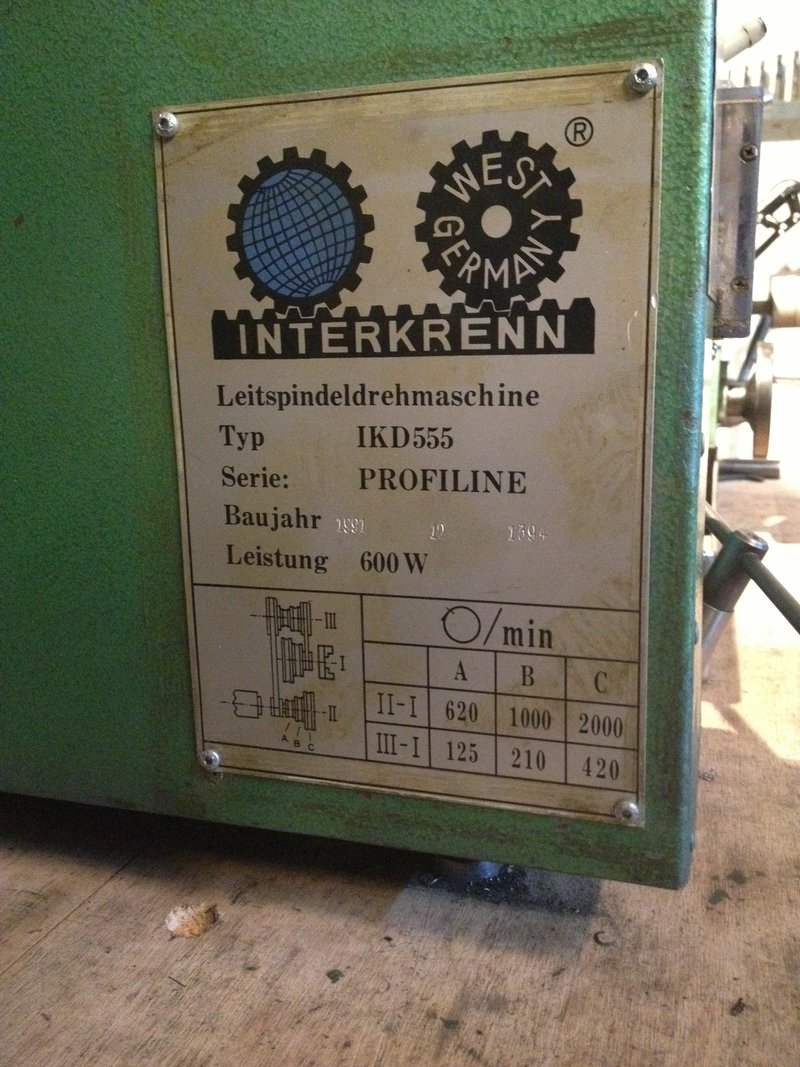 ®
WEST
GERMANY
INTERKRENN
Leitspindeldrehmaschine
Typ IKD555
Serie: PROFILINE
Baujahr 1991 12 1394
Leistung 600 W
III
I
II
A B C
/min
A B C
II-I 620 1000 2000
III-I 125 210 420